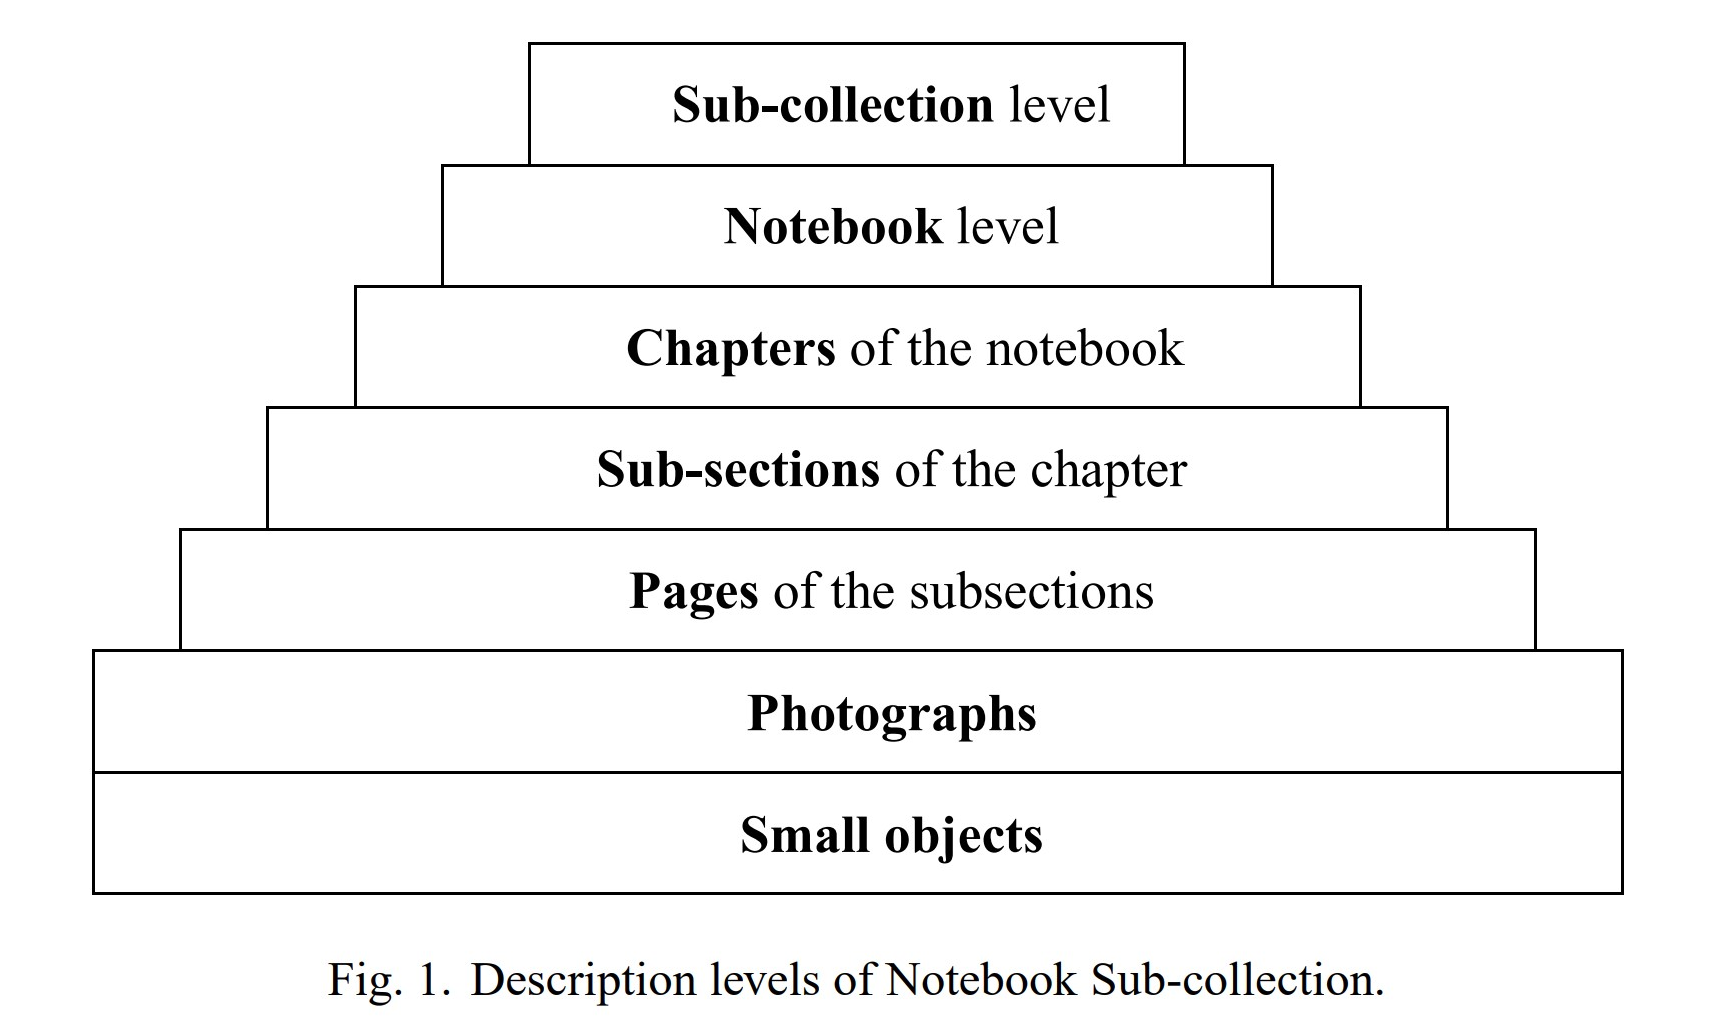 Sub-collection level
Notebook level
Chapters of the notebook
Sub-sections of the chapter
Pages of the subsections
Photographs
Small objects
Fig. 1. Description levels of Notebook Sub-collection.